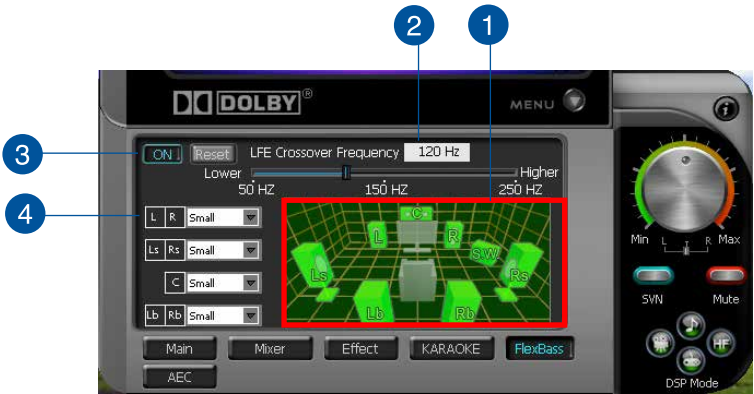 2 1
DOLBY®
MENU
3 ON Reset LFE Crossover Frequency 120 Hz
Lower Higher
50 HZ 150 HZ 250 HZ
4 L R Small
Ls Rs Small
C Small
Lb Rb Small
C
L R
S.W.
Ls Rs
Lb Rb
Min L T R Max
SVN Mute
HF
DSP Mode
Main Mixer Effect KARAOKE FlexBass
AEC